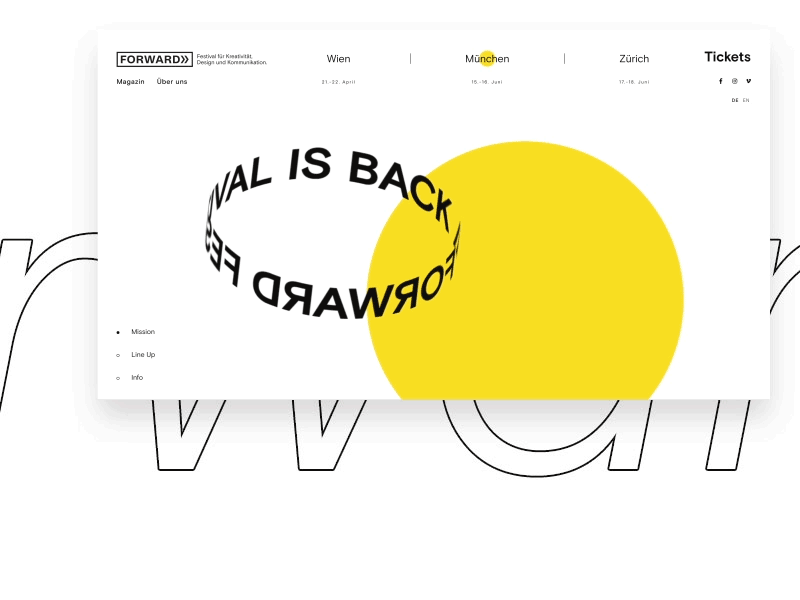 FORWARD»
Festival für Kreativität,
Design und Kommunikation.
Wien
München
Zürich
Tickets
Magazin
Über uns
21.–22. April
15.–16. Juni
17.–18. Juni
DE EN
VAL IS BACK
FORWARD FES
Mission
Line Up
Info
rwar